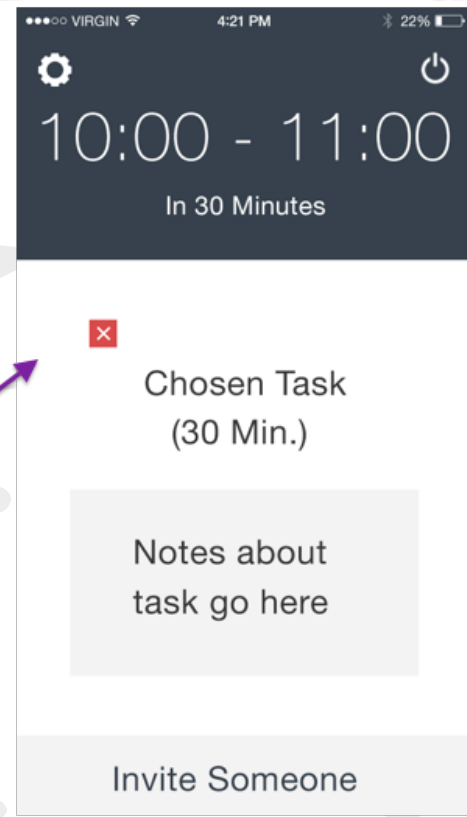 VIRGIN 4:21 PM 22%
10:00 - 11:00
In 30 Minutes
Chosen Task
(30 Min.)
Notes about
task go here
Invite Someone